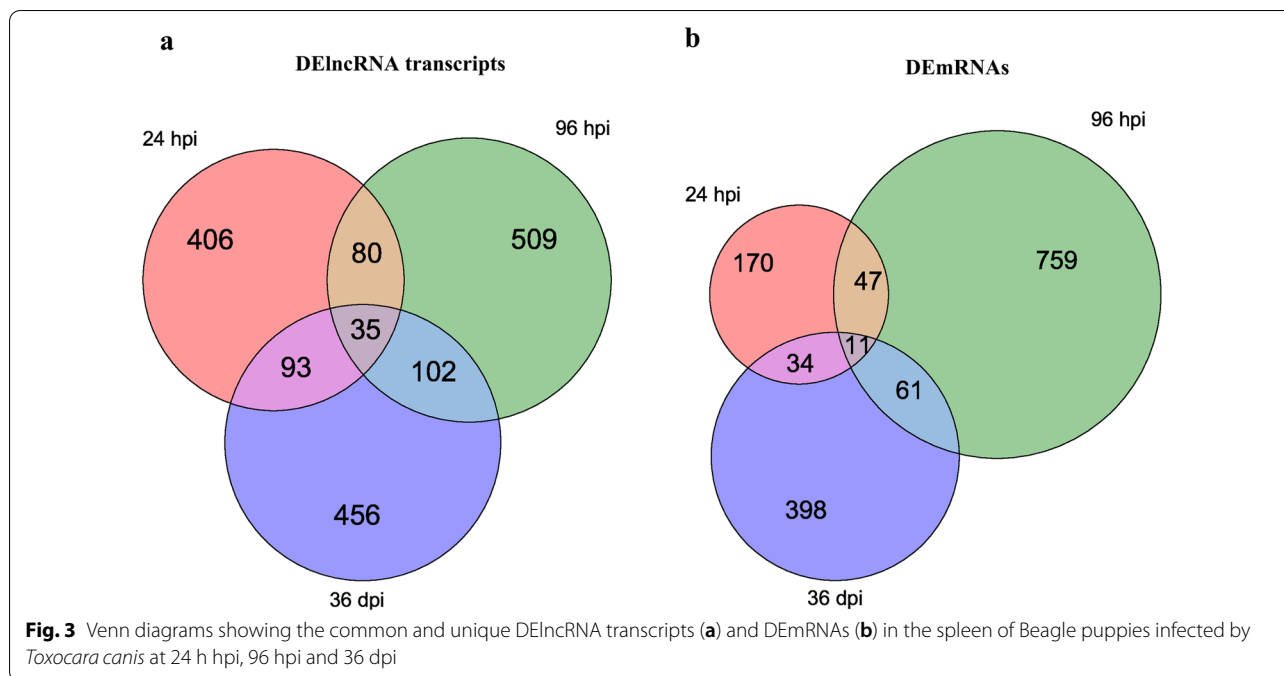 a
DElncRNA transcripts
24 hpi
96 hpi
406
80
509
35
93
102
456
36 dpi
b
DEmRNAs
96 hpi
24 hpi
170
47
759
11
34
61
398
36 dpi
Fig. 3 Venn diagrams showing the common and unique DElncRNA transcripts (a) and DEmRNAs (b) in the spleen of Beagle puppies infected by
Toxocara canis at 24 h hpi, 96 hpi and 36 dpi